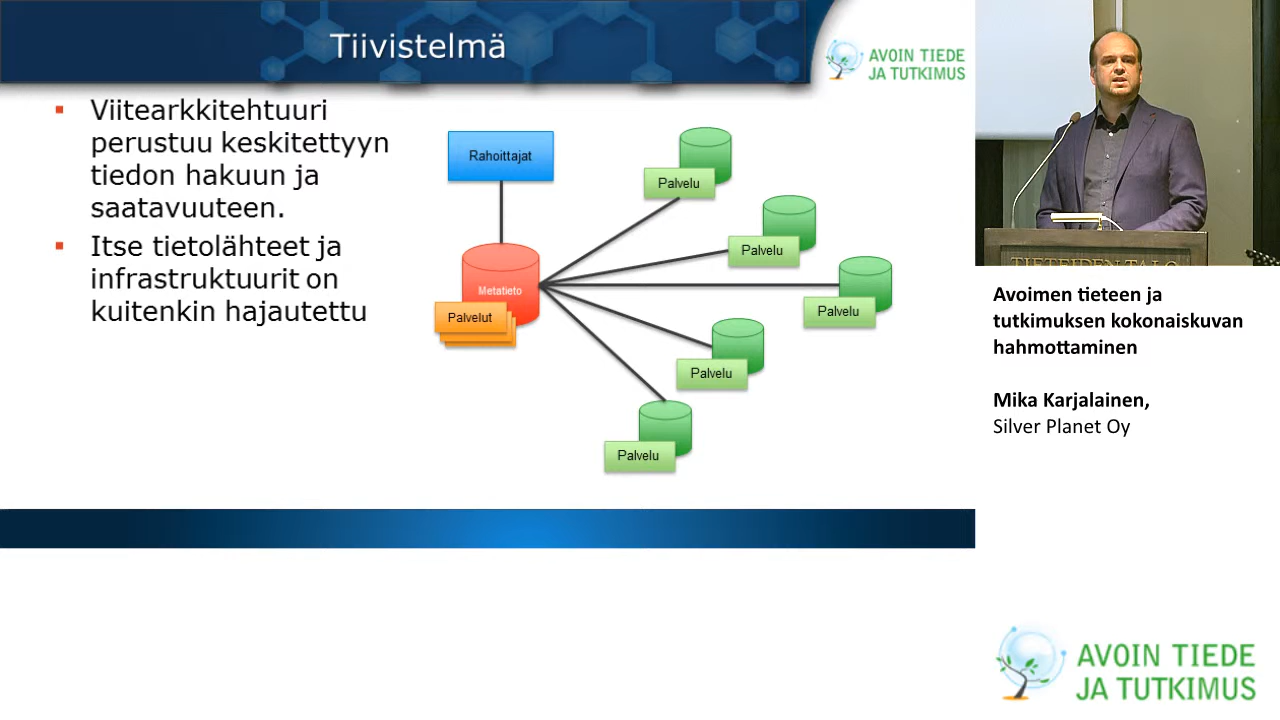 Tiivistelmä
AVOIN TIEDE
JA TUTKIMUS
▪ Viitearkkitehtuuri
perustuu keskitettyyn
tiedon hakuun ja
saatavuuteen.
▪ Itse tietolähteet ja
infrastruktuurit on
kuitenkin hajautettu
Rahoittajat
Metatieto
Palvelut
Palvelu
Palvelu
Palvelu
Palvelu
Palvelu
TIETEIDEN TALO
Avoimen tieteen ja
tutkimuksen kokonaiskuvan
hahmottaminen
Mika Karjalainen,
Silver Planet Oy
AVOIN TIEDE
JA TUTKIMUS